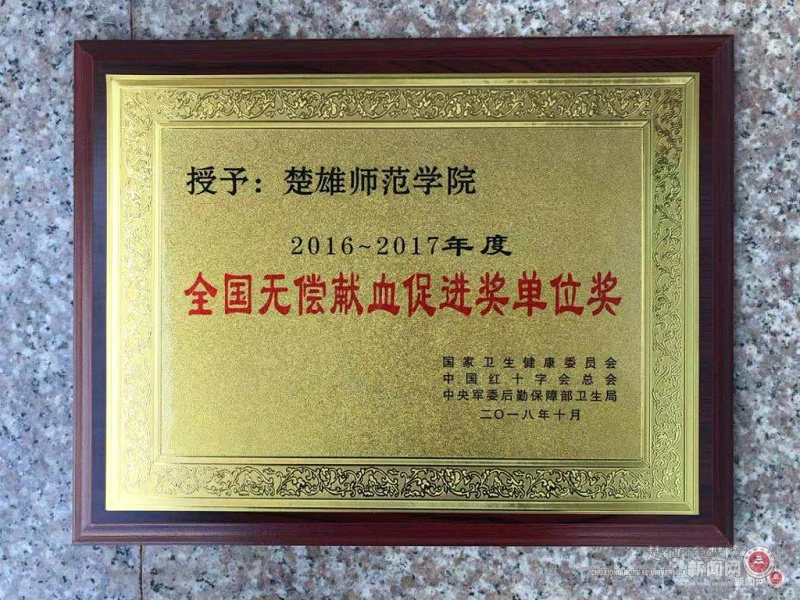 授予：楚雄师范学院
2016~2017年度
全国无偿献血促进奖单位奖
国家卫生健康委员会
中国红十字会总会
中央军委后勤保障部卫生局
二〇一八年十月
新闻网
新闻网